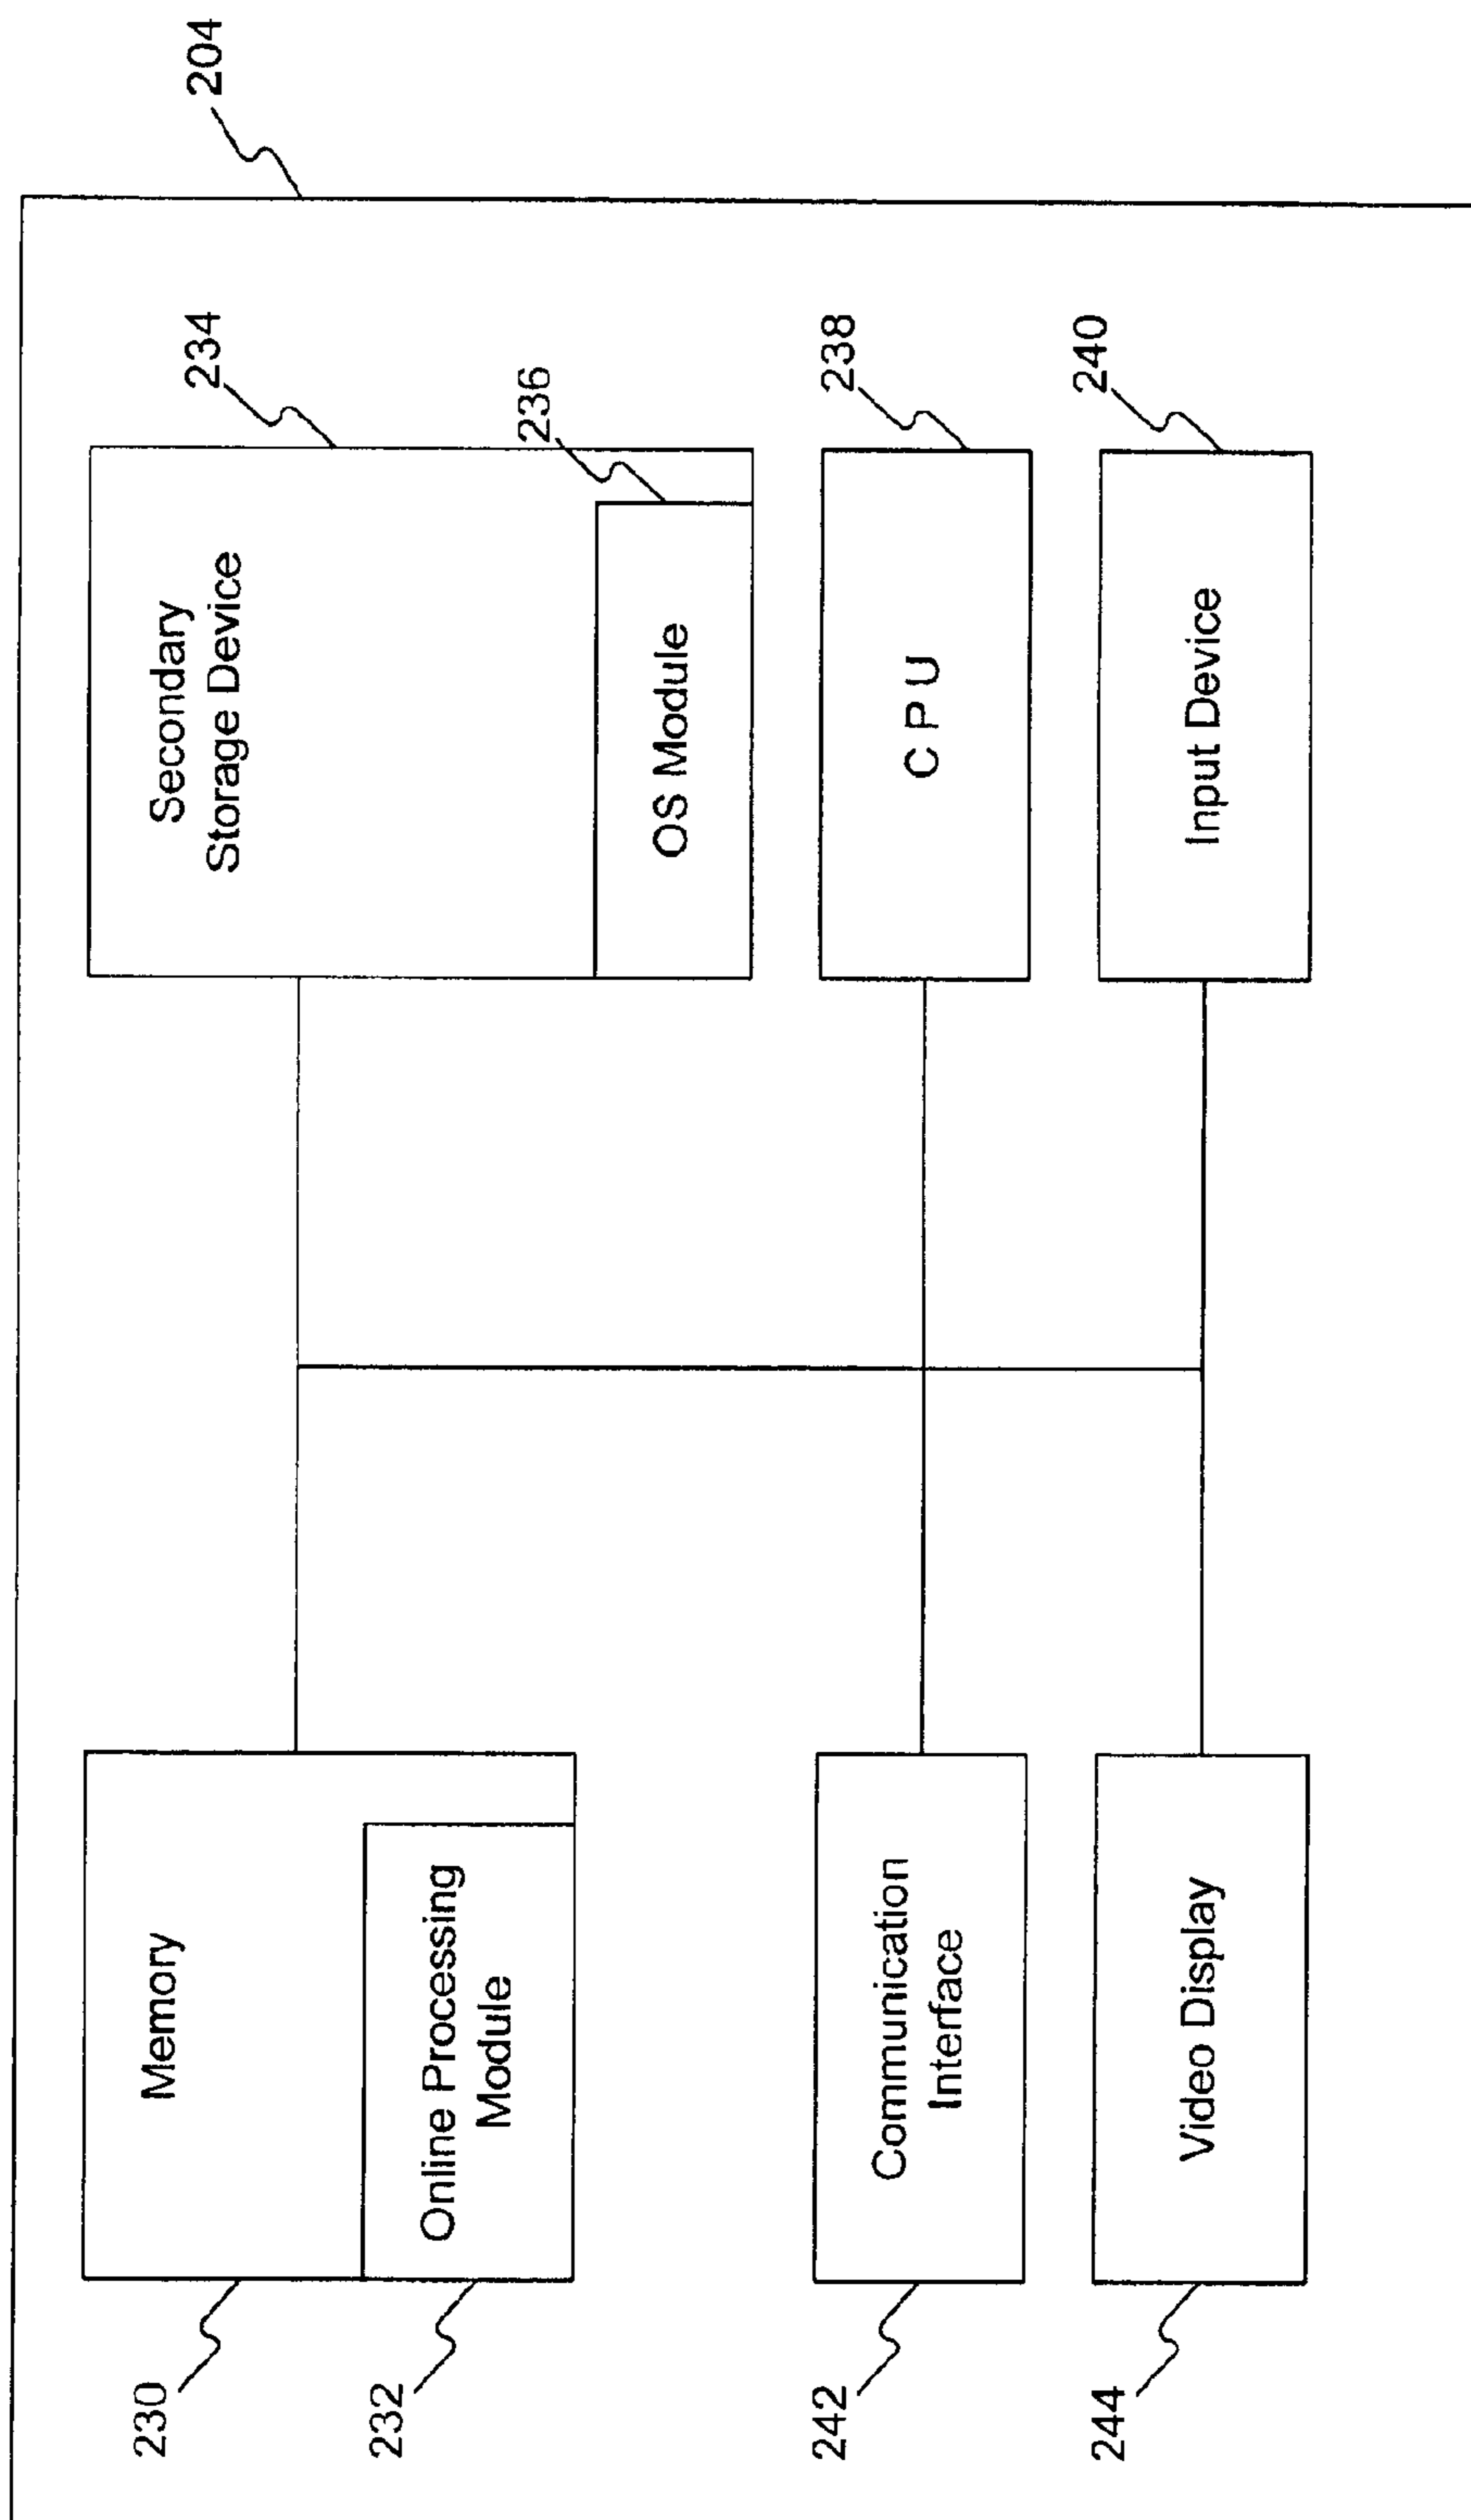 204
230
Memory
234
Secondary
Storage Device
232
Online Processing
Module
236
OS Module
242
Communication
Interface
238
C P U
244
Video Display
240
Input Device